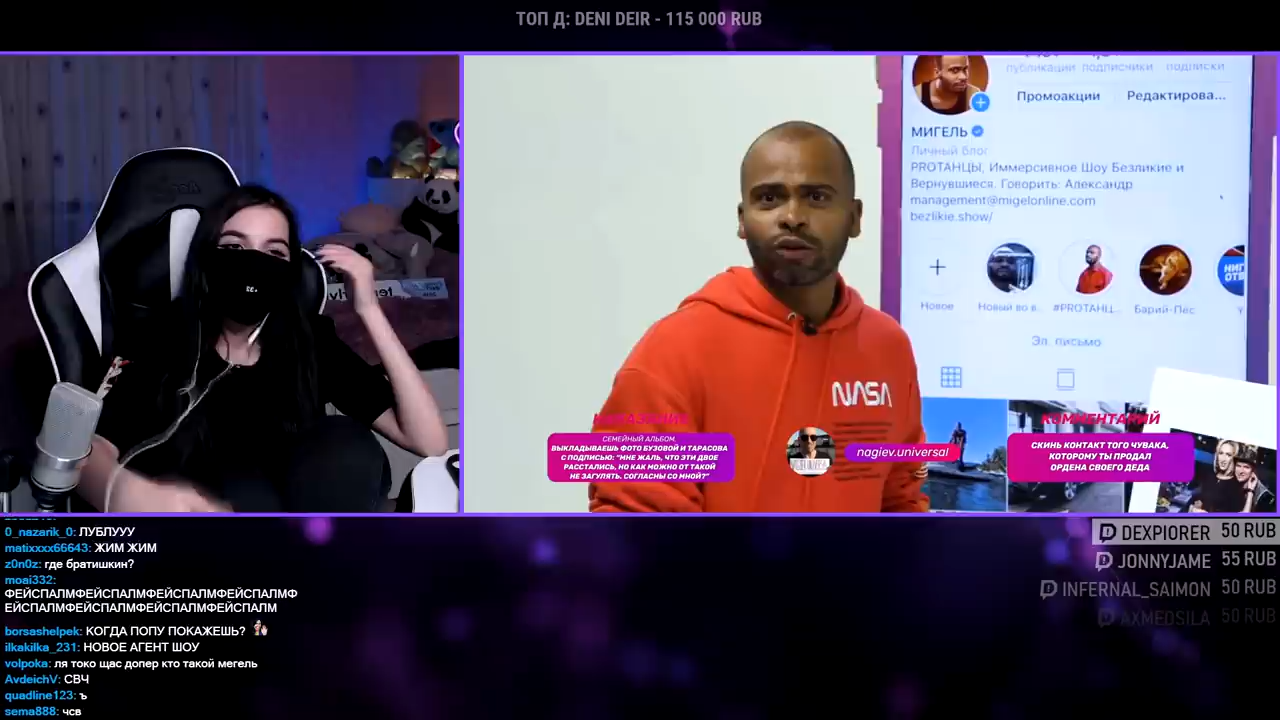 ТОП Д: DENI DEIR - 115 000 RUB
публикации подписчики подписки
Промоакции Редактирова...
МИГЕЛЬ
Личный блог
PROТАНЦЫ, Иммерсивное Шоу Безликие и
Вернувшиеся. Говорить: Александр
management@migelonline.com
bezlikie.show/
Новое Новый во в... #PROТАНЦ... Барий-Пёс
Эл. письмо
NASA
НАКАЗАНИЕ
СЕМЕЙНЫЙ АЛЬБОМ.
ВЫКЛАДЫВАЕШЬ ФОТО БУЗОВОЙ И ТАРАСОВА
С ПОДПИСЬЮ: "МНЕ ЖАЛЬ, ЧТО ЭТИ ДВОЕ
РАССТАЛИСЬ, НО КАК МОЖНО ОТ ТАКОЙ
НЕ ЗАГУЛЯТЬ. СОГЛАСНЫ СО МНОЙ?"
nagiev.universal
КОММЕНТАРИЙ
СКИНЬ КОНТАКТ ТОГО ЧУВАКА,
КОТОРОМУ ТЫ ПРОДАЛ
ОРДЕНА СВОЕГО ДЕДА
0_nazarik_0: ЛУБЛУУУ
matixxxx66643: ЖИМ ЖИМ
z0n0z: где братишкин?
moai332:
ФЕЙСПАЛМФЕЙСПАЛМФЕЙСПАЛМФЕЙСПАЛМФ
ЕЙСПАЛМФЕЙСПАЛМФЕЙСПАЛМФЕЙСПАЛМ
borsashelpek: КОГДА ПОПУ ПОКАЖЕШЬ?
ilkakilka_231: НОВОЕ АГЕНТ ШОУ
volpoka: ля токо щас допер кто такой мегель
AvdeichV: СВЧ
quadline123: ъ
sema888: чсв
DEXPIORER 50 RUB
JONNYJAME 55 RUB
INFERNAL_SAIMON 50 RUB
AXMEDSILA 50 RUB